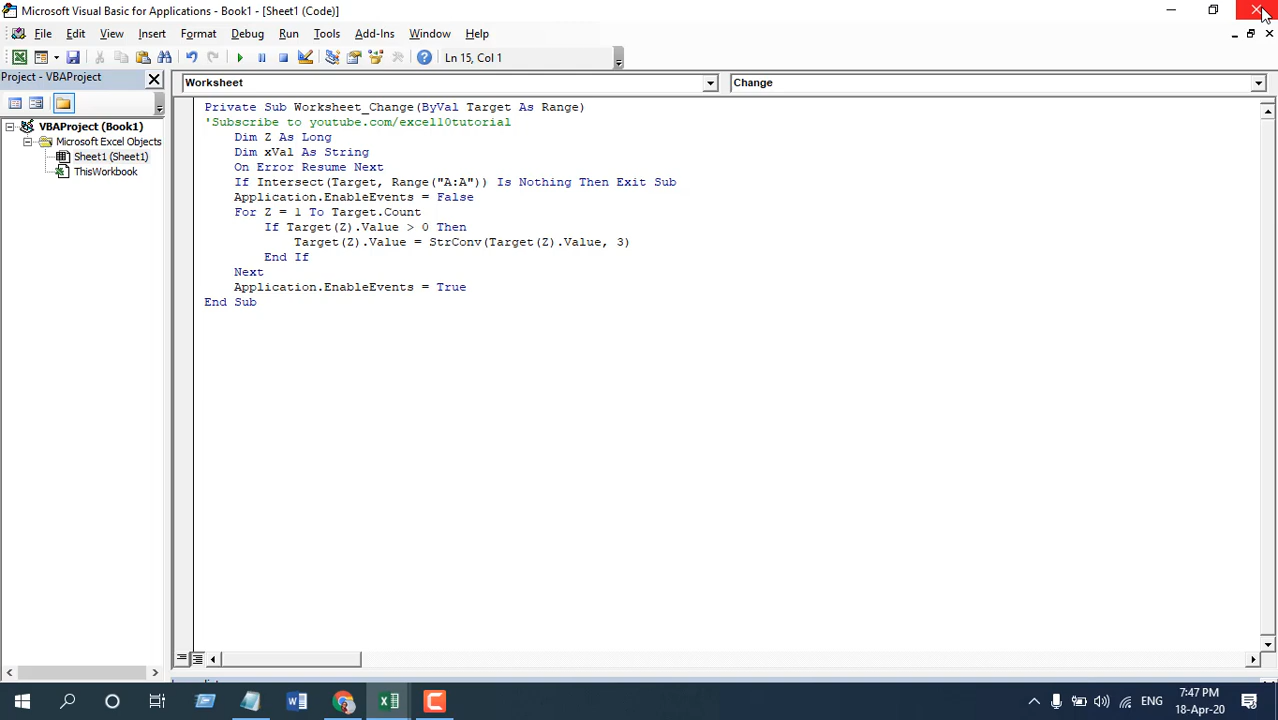 Microsoft Visual Basic for Applications - Book1 - [Sheet1 (Code)]
File Edit View Insert Format Debug Run Tools Add-Ins Window Help
Ln 15, Col 1
Project - VBAProject
Worksheet
Change
VBAProject (Book1)
Microsoft Excel Objects
Sheet1 (Sheet1)
ThisWorkbook
Private Sub Worksheet_Change(ByVal Target As Range)
'Subscribe to youtube.com/excel10tutorial
Dim Z As Long
Dim xVal As String
On Error Resume Next
If Intersect(Target, Range("A:A")) Is Nothing Then Exit Sub
Application.EnableEvents = False
For Z = 1 To Target.Count
If Target(Z).Value > 0 Then
Target(Z).Value = StrConv(Target(Z).Value, 3)
End If
Next
Application.EnableEvents = True
End Sub
ENG
7:47 PM
18-Apr-20